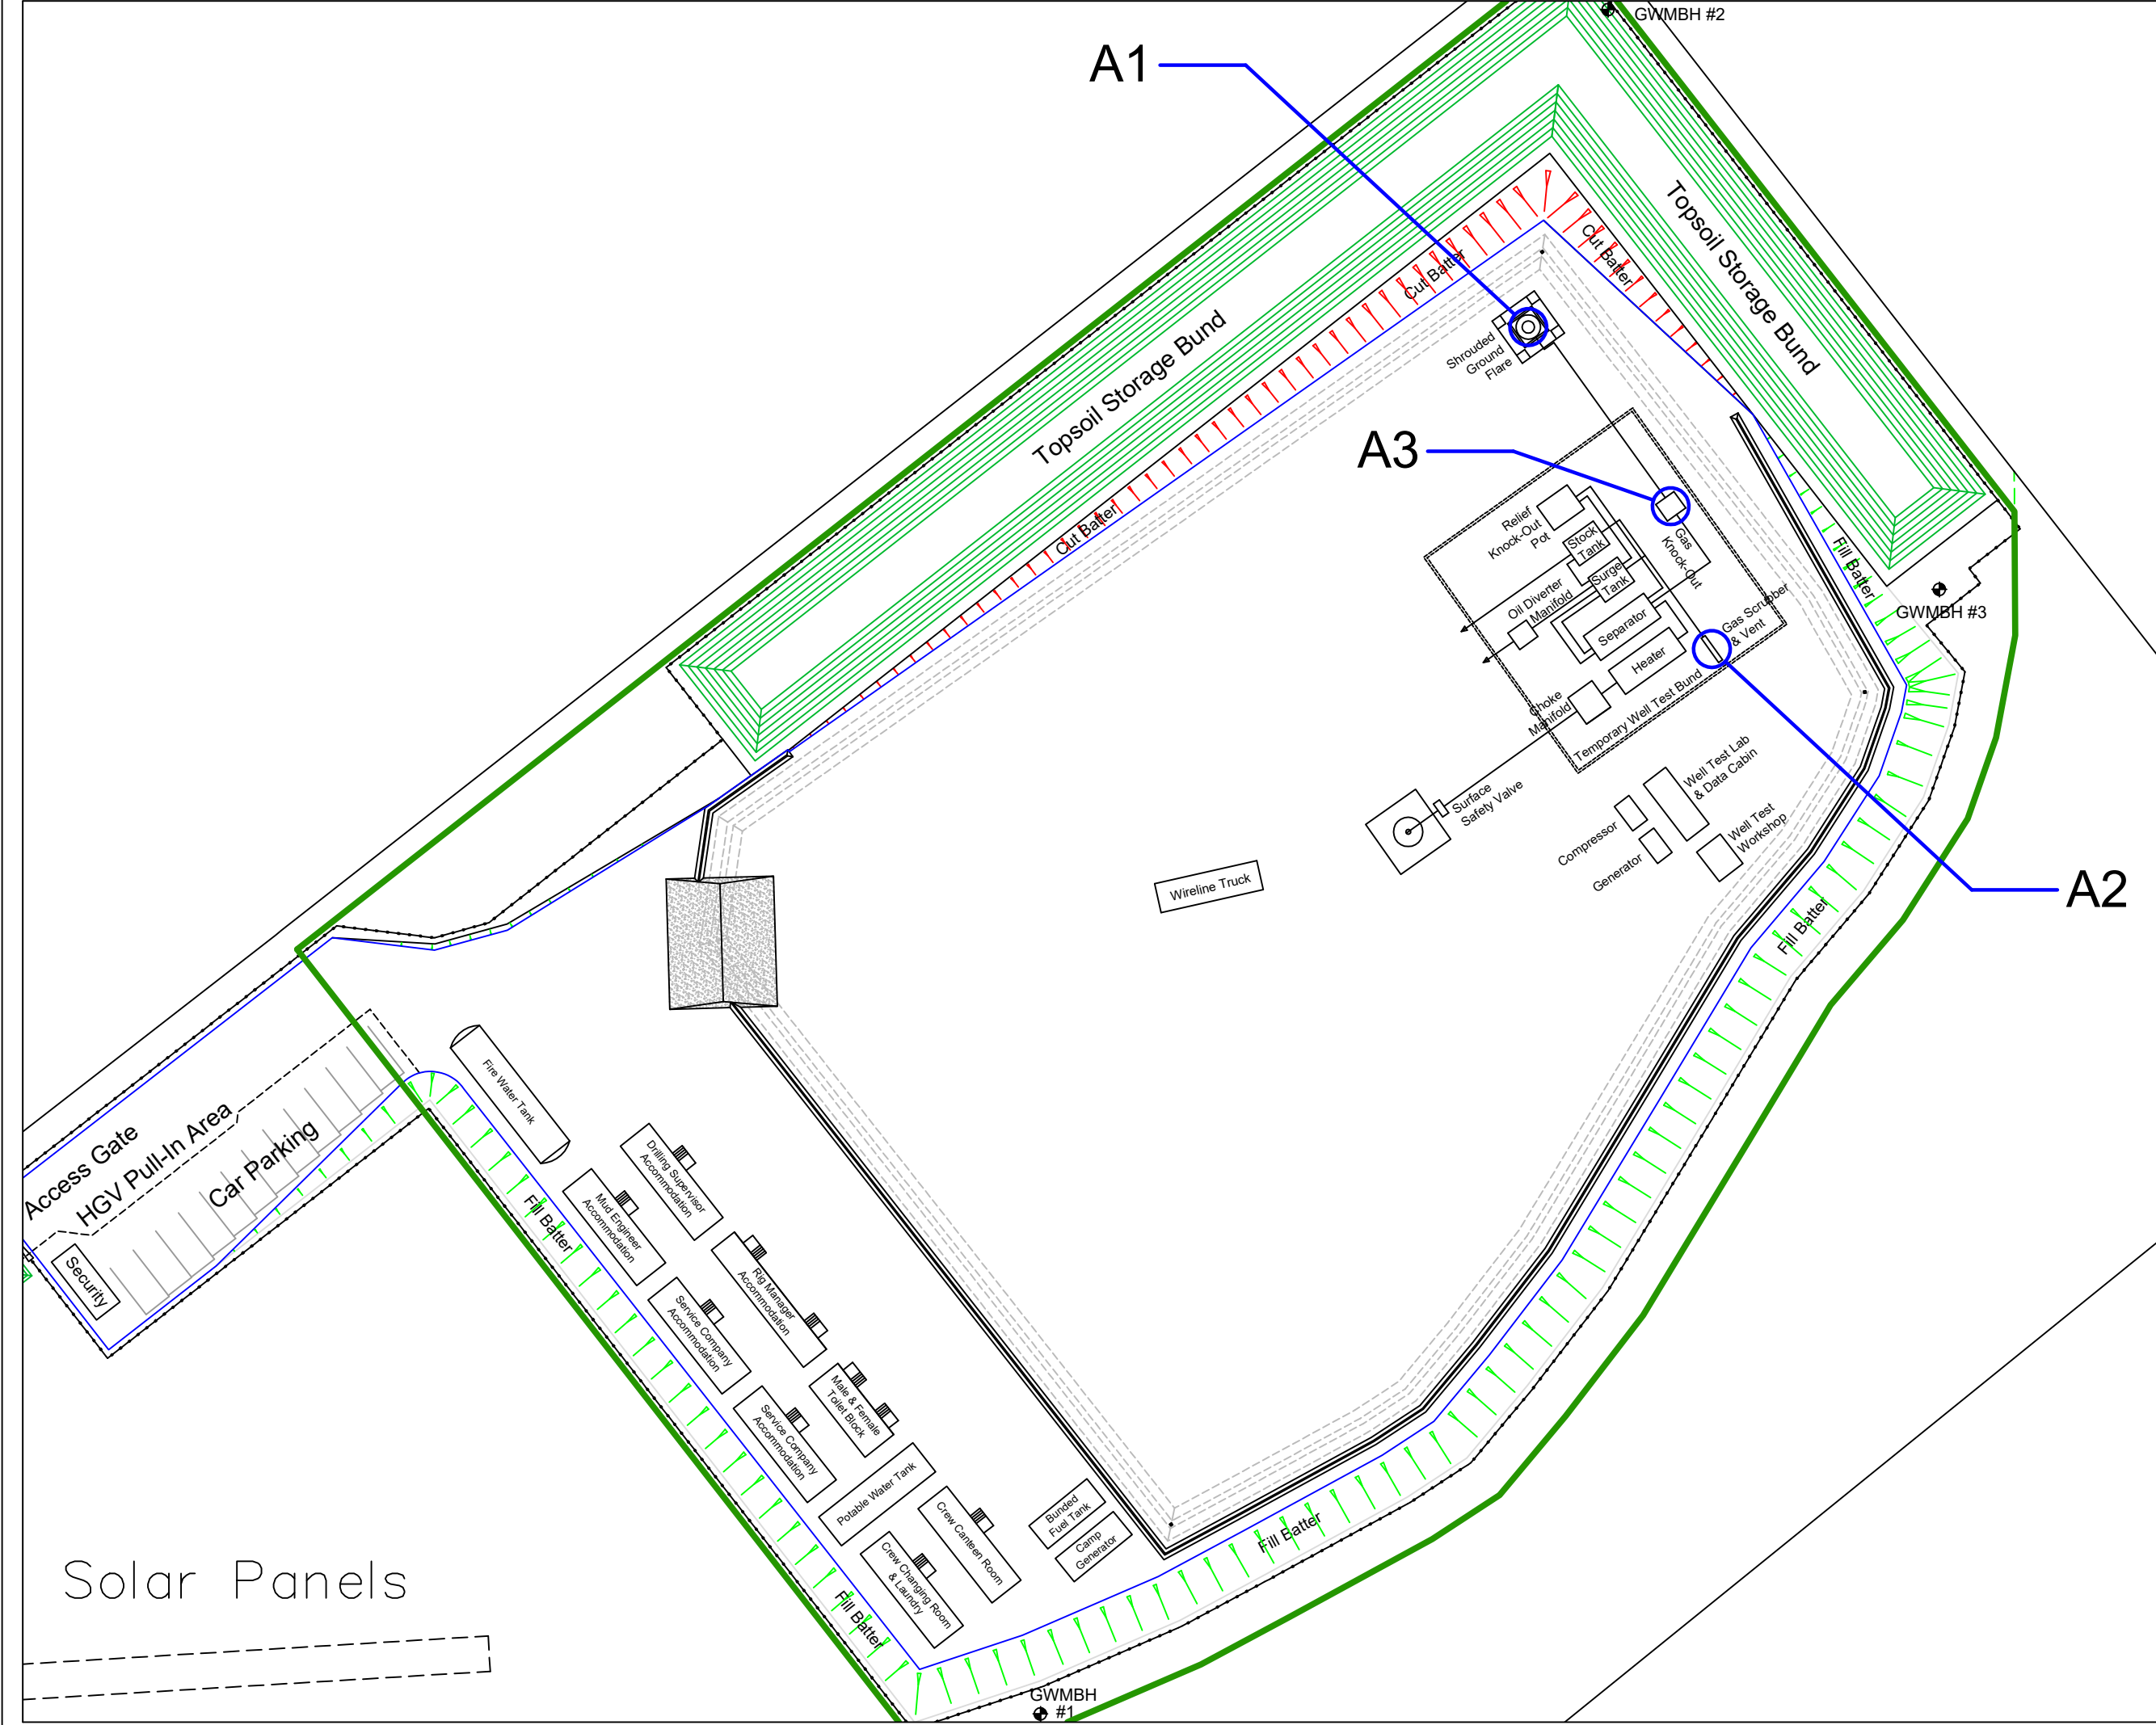 GWMBH #2
A1
Topsoil Storage Bund
Cut Batter
Cut Batter
Topsoil Storage Bund
Shrouded
Ground
Flare
A3
Cut Batter
Relief
Knock-Out
Pot
Stock
Tank
Gas
Knock-Out
Surge
Tank
Oil Diverter
Manifold
Separator
Heater
Gas Scrubber
& Vent
Choke
Manifold
Temporary Well Test Bund
Fill Batter
GWMBH #3
Surface
Safety Valve
Well Test Lab
& Data Cabin
Compressor
Generator
Well Test
Workshop
A2
Wireline Truck
Fill Batter
Fire Water Tank
Access Gate
HGV Pull-In Area
Car Parking
Security
Drilling Supervisor
Accommodation
Mud Engineer
Accommodation
Fill Batter
Rig Manager
Accommodation
Service Company
Accommodation
Male & Female
Toilet Block
Service Company
Accommodation
Potable Water Tank
Crew Canteen Room
Bunded
Fuel Tank
Camp
Generator
Crew Changing Room
& Laundry
Fill Batter
Fill Batter
Solar Panels
GWMBH
#1